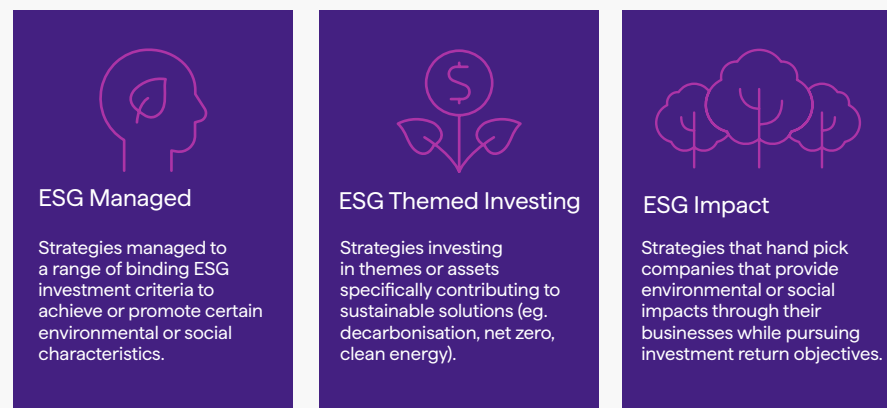 $
ESG Managed
Strategies managed to
a range of binding ESG
investment criteria to
achieve or promote certain
environmental or social
characteristics.
ESG Themed Investing
Strategies investing
in themes or assets
specifically contributing to
sustainable solutions (eg.
decarbonisation, net zero,
clean energy).
ESG Impact
Strategies that hand pick
companies that provide
environmental or social
impacts through their
businesses while pursuing
investment return objectives.